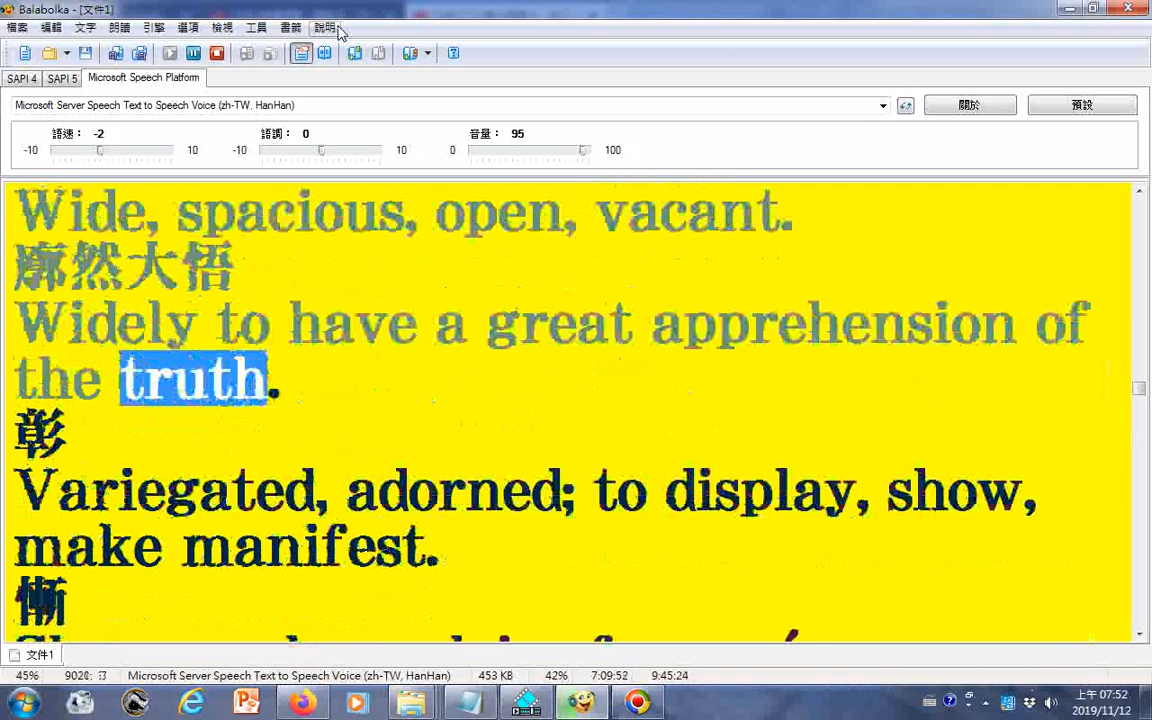 Balabolka - [文件1]
檔案 編輯 文字 朗讀 引擎 選項 檢視 工具 書籤 說明
SAPI 4 SAPI 5 Microsoft Speech Platform
Microsoft Server Speech Text to Speech Voice (zh-TW, HanHan) 關於 預設
語速： -2 語調： 0 音量： 95
-10 10 -10 10 0 100
Wide, spacious, open, vacant.
廓然大悟
Widely to have a great apprehension of
the truth.
彰
Variegated, adorned; to display, show,
make manifest.
慚
文件1
45% Microsoft Server Speech Text to Speech Voice (zh-TW, HanHan) 453 KB 42% 7:09:52 9:45:24
上午 07:52
2019/11/12